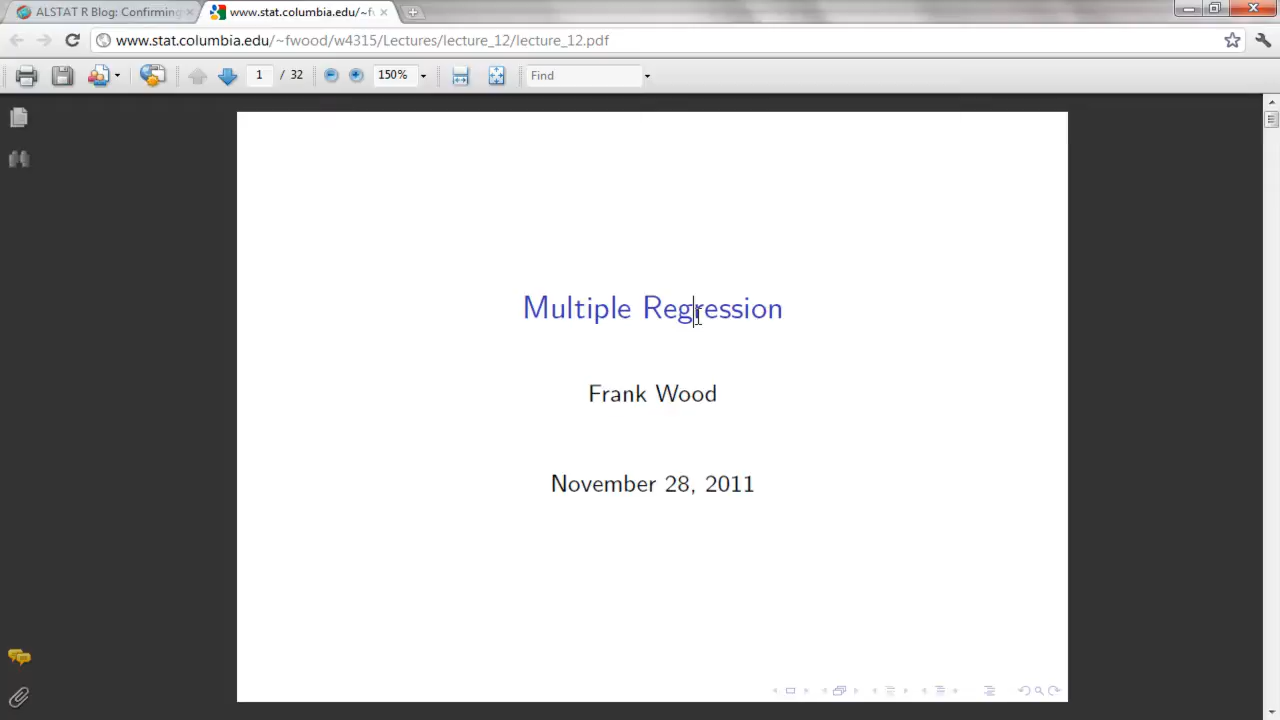 ALSTAT R Blog: Confirming
www.stat.columbia.edu/~fv
www.stat.columbia.edu/~fwood/w4315/Lectures/lecture_12/lecture_12.pdf
1 / 32
150%
Find
Multiple Regression
Frank Wood
November 28, 2011